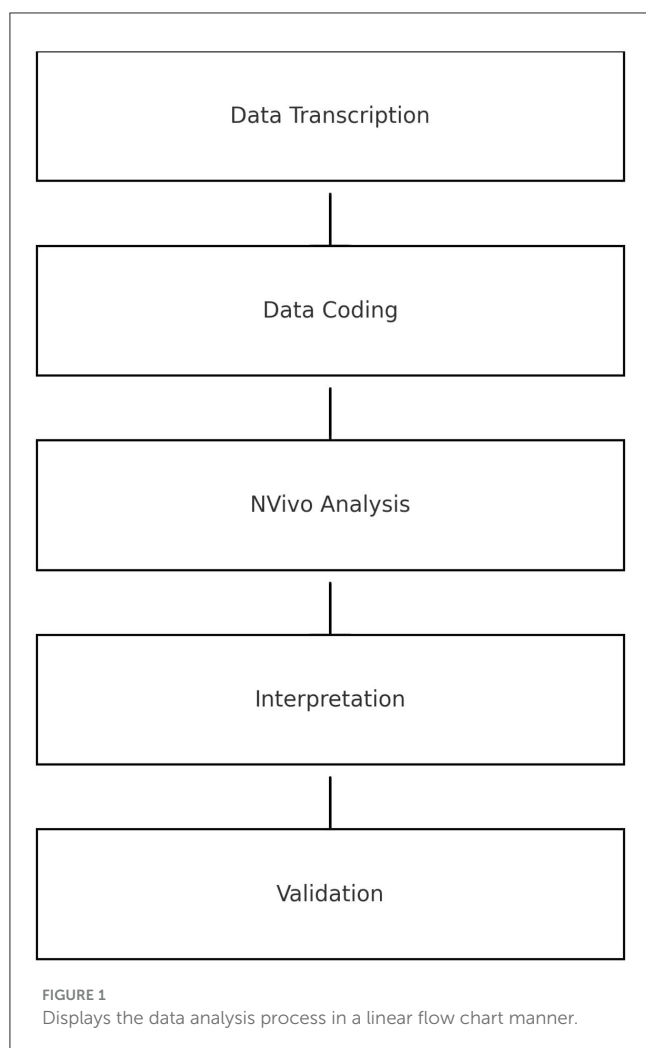 Data Transcription
Data Coding
NVivo Analysis
Interpretation
Validation
FIGURE 1
Displays the data analysis process in a linear flow chart manner.